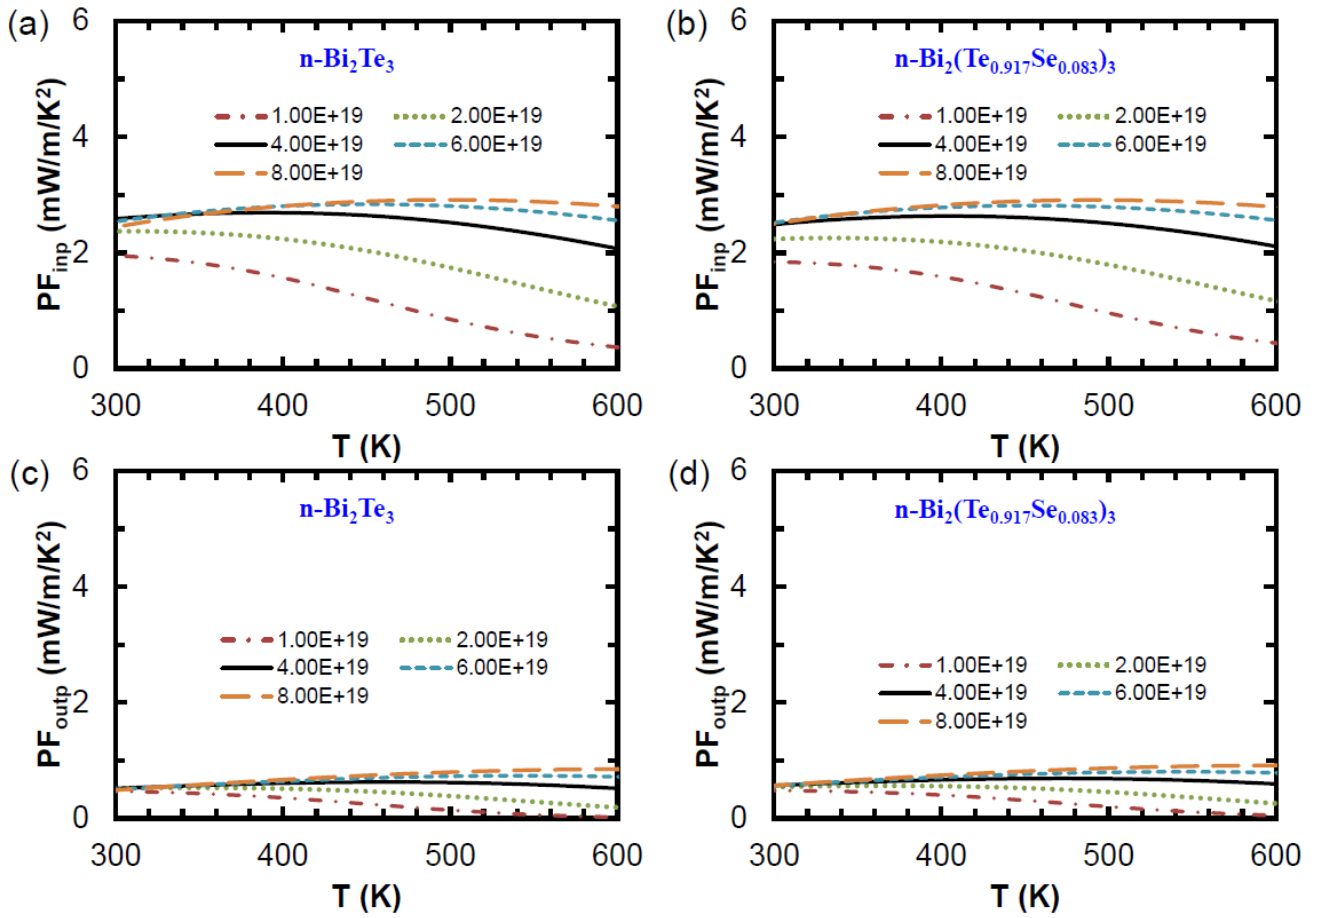 (a)
n-Bi₂Te₃
1.00E+19 2.00E+19
4.00E+19 6.00E+19
8.00E+19
PFinp (mW/m/K²)
6
4
2
0
300 400 500 600
T (K)
(b)
n-Bi₂(Te₀.₉₁₇Se₀.₀₈₃)₃
1.00E+19 2.00E+19
4.00E+19 6.00E+19
8.00E+19
PFinp (mW/m/K²)
6
4
2
0
300 400 500 600
T (K)
(c)
n-Bi₂Te₃
1.00E+19 2.00E+19
4.00E+19 6.00E+19
8.00E+19
PFoutp (mW/m/K²)
6
4
2
0
300 400 500 600
T (K)
(d)
n-Bi₂(Te₀.₉₁₇Se₀.₀₈₃)₃
1.00E+19 2.00E+19
4.00E+19 6.00E+19
8.00E+19
PFoutp (mW/m/K²)
6
4
2
0
300 400 500 600
T (K)